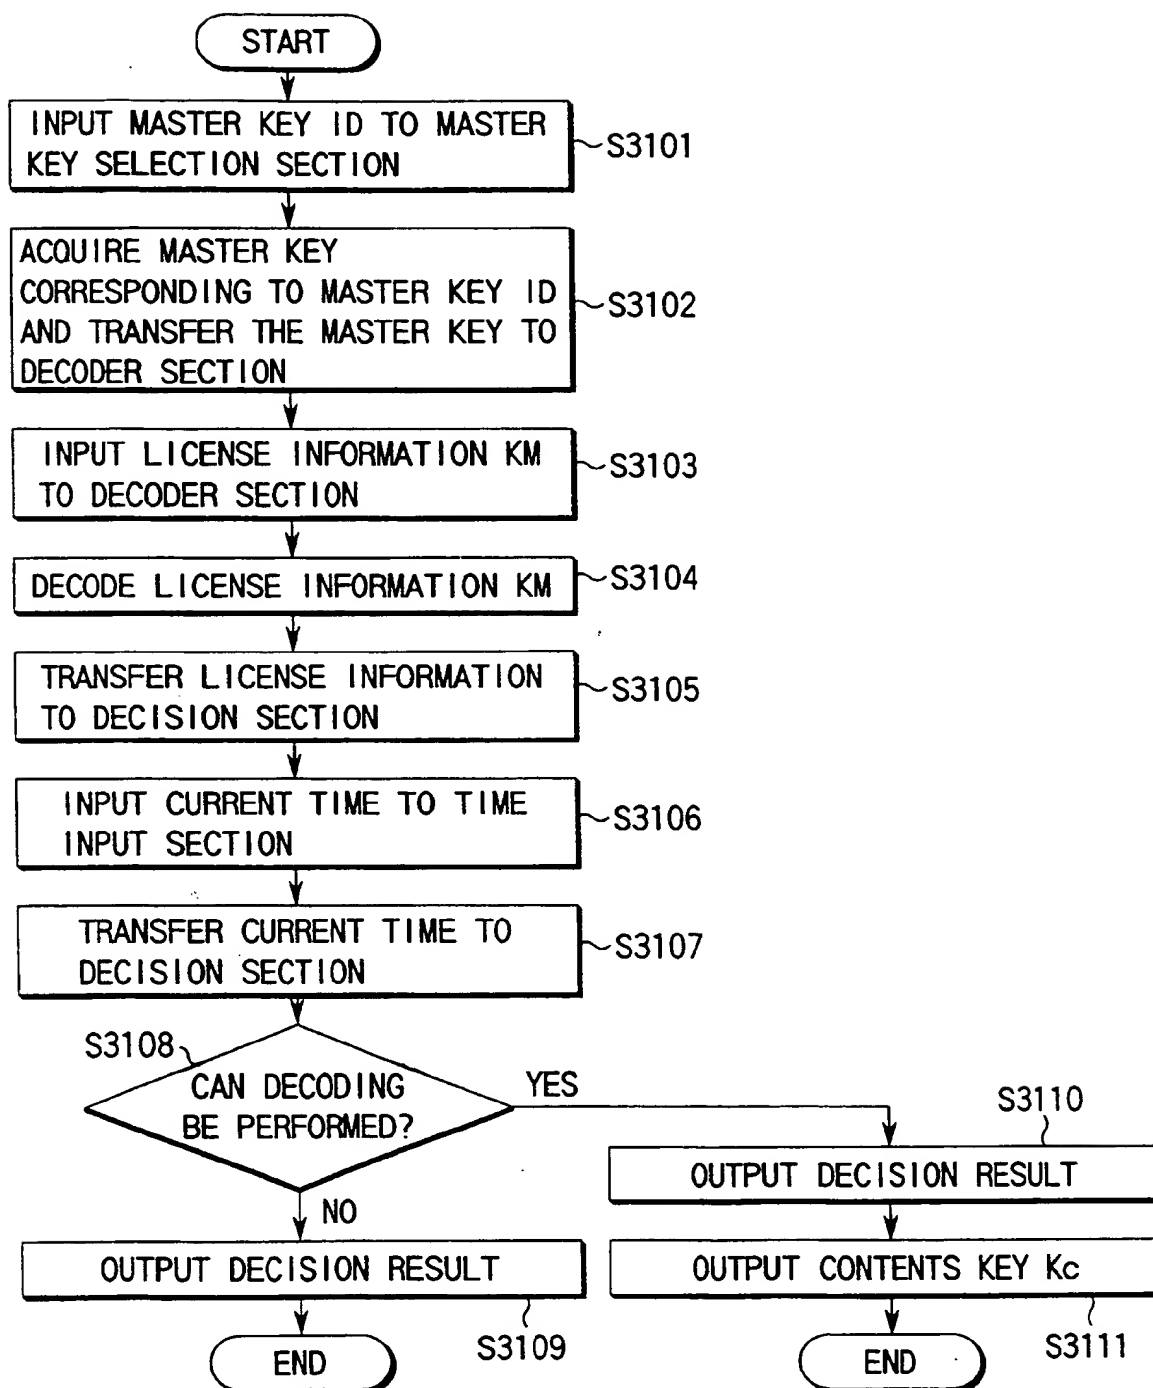 START
INPUT MASTER KEY ID TO MASTER
KEY SELECTION SECTION
S3101
ACQUIRE MASTER KEY
CORRESPONDING TO MASTER KEY ID
AND TRANSFER THE MASTER KEY TO
DECODER SECTION
S3102
INPUT LICENSE INFORMATION KM
TO DECODER SECTION
S3103
DECODE LICENSE INFORMATION KM
S3104
TRANSFER LICENSE INFORMATION
TO DECISION SECTION
S3105
INPUT CURRENT TIME TO TIME
INPUT SECTION
S3106
TRANSFER CURRENT TIME TO
DECISION SECTION
S3107
S3108
CAN DECODING
BE PERFORMED?
YES
NO
OUTPUT DECISION RESULT
S3109
END
S3110
OUTPUT DECISION RESULT
OUTPUT CONTENTS KEY Kc
S3111
END